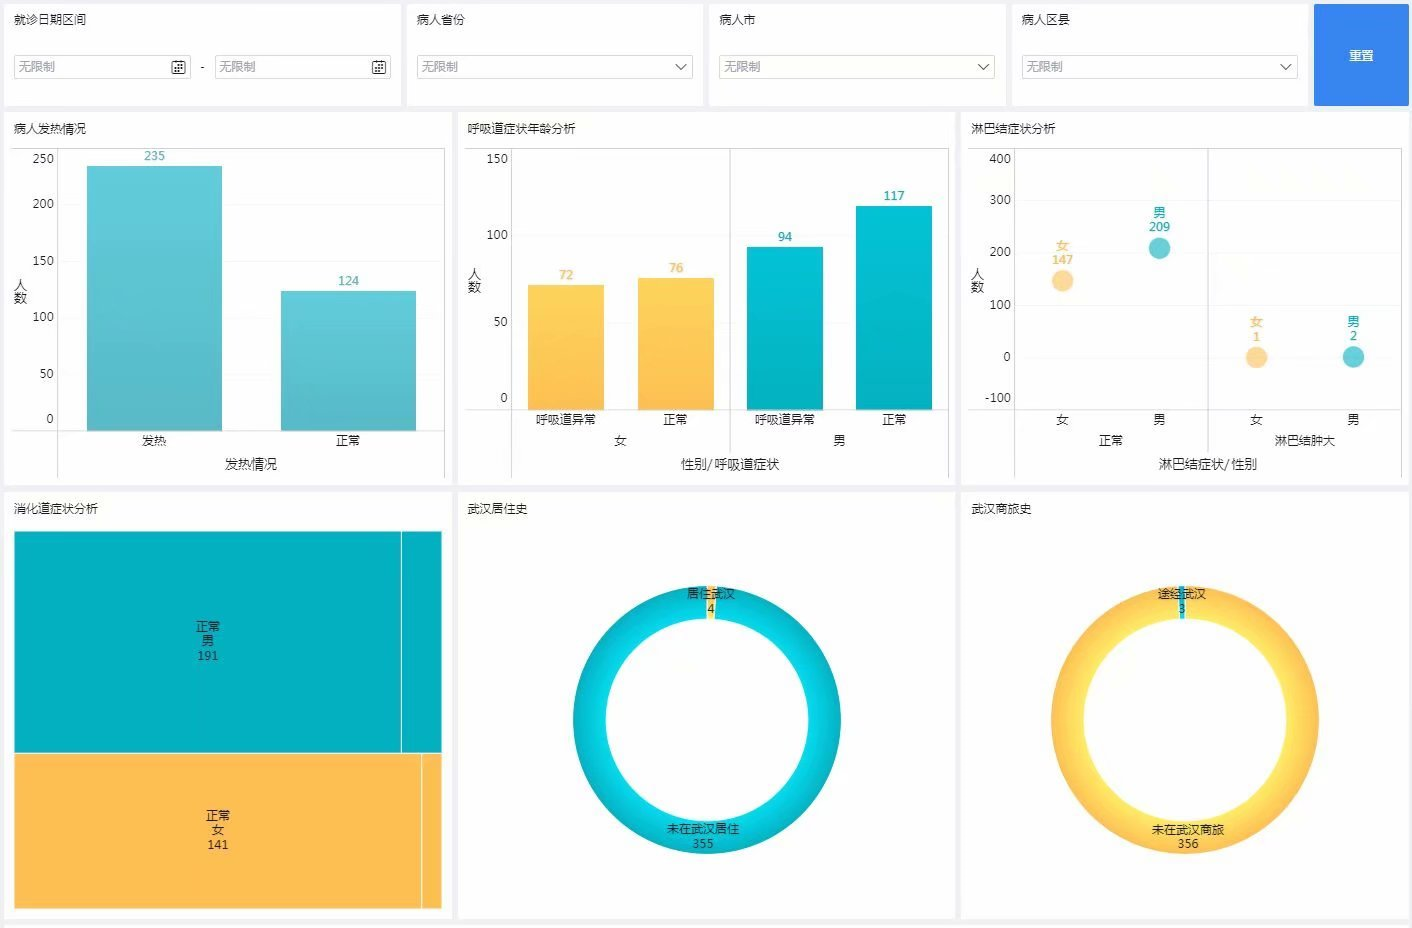 就诊日期区间
无限制
-
无限制
病人省份
无限制
病人市
无限制
病人区县
无限制
重置
病人发热情况
250
200
150
100
50
0
人数
235
124
发热
正常
发热情况
呼吸道症状年龄分析
150
100
50
0
人数
72
76
94
117
呼吸道异常
正常
呼吸道异常
正常
女
男
性别/呼吸道症状
淋巴结症状分析
400
300
200
100
0
-100
人数
女
147
男
209
女
1
男
2
女
男
女
男
正常
淋巴结肿大
淋巴结症状/性别
消化道症状分析
正常
男
191
正常
女
141
武汉居住史
居住武汉
4
未在武汉居住
355
武汉商旅史
途经武汉
3
未在武汉商旅
356